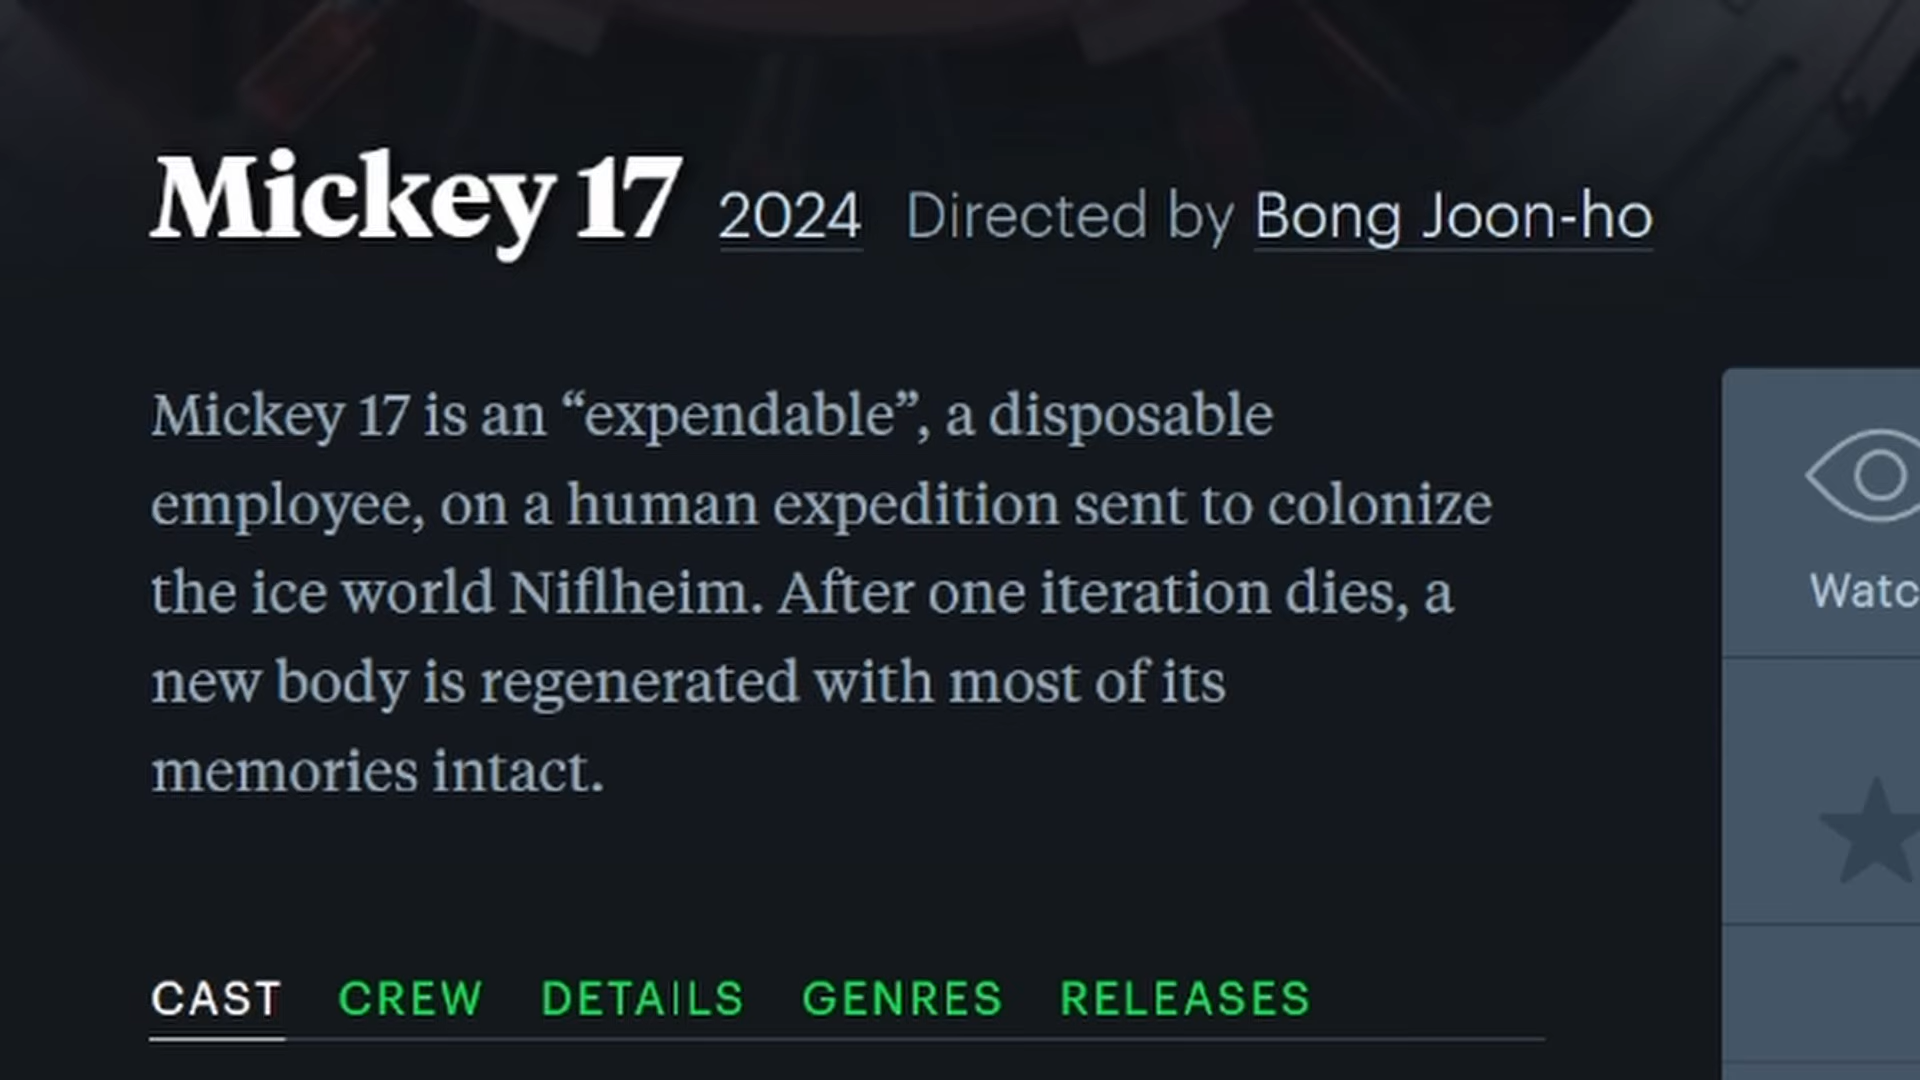 Mickey 17 2024 Directed by Bong Joon-ho
Mickey 17 is an “expendable”, a disposable
employee, on a human expedition sent to colonize
the ice world Niflheim. After one iteration dies, a
new body is regenerated with most of its
memories intact.
Watc
CAST CREW DETAILS GENRES RELEASES